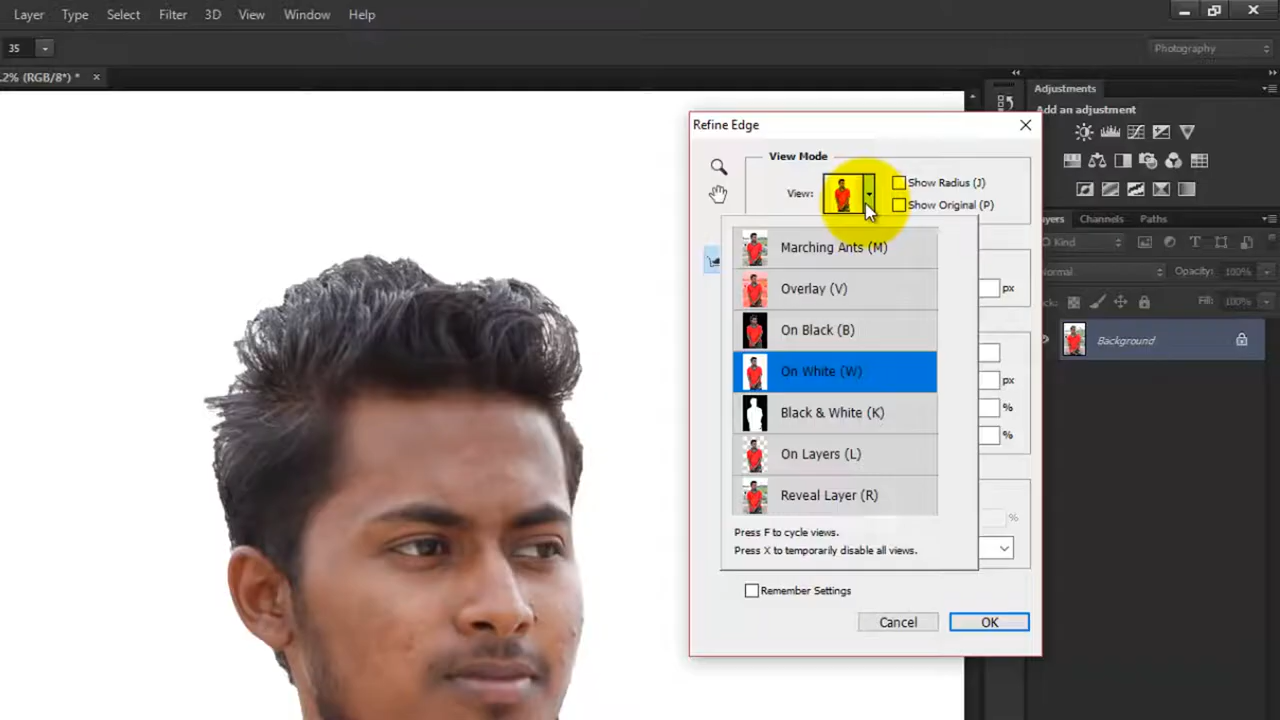 Layer Type Select Filter 3D View Window Help
35
Photography
.2% (RGB/8*) *
Adjustments
Add an adjustment
Refine Edge
View Mode
View:
Show Radius (J)
Show Original (P)
Marching Ants (M)
Overlay (V)
On Black (B)
On White (W)
Black & White (K)
On Layers (L)
Reveal Layer (R)
Press F to cycle views.
Press X to temporarily disable all views.
px
px
%
%
%
Remember Settings
Cancel OK
ayers Channels Paths
Kind
Normal Opacity: 100%
ck: Fill: 100%
Background